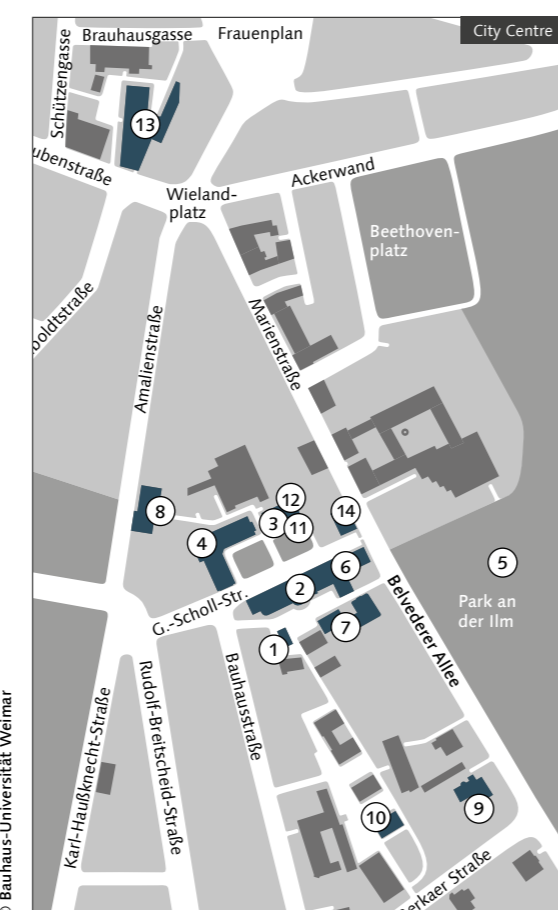 City Centre
Brauhausgasse
Frauenplan
Schützengasse
13
ubenstraße
Wieland-
platz
Ackerwand
Beethoven-
platz
boldtstraße
Amalienstraße
Marienstraße
12
8
3
11
14
4
5
6
2
Park an
der Ilm
G.-Scholl-Str.
7
1
Belvederer Allee
Bauhausstraße
Rudolf-Breitscheid-Straße
Karl-Haußknecht-Straße
9
10
erkaer Straße
© Bauhaus-Universität Weimar